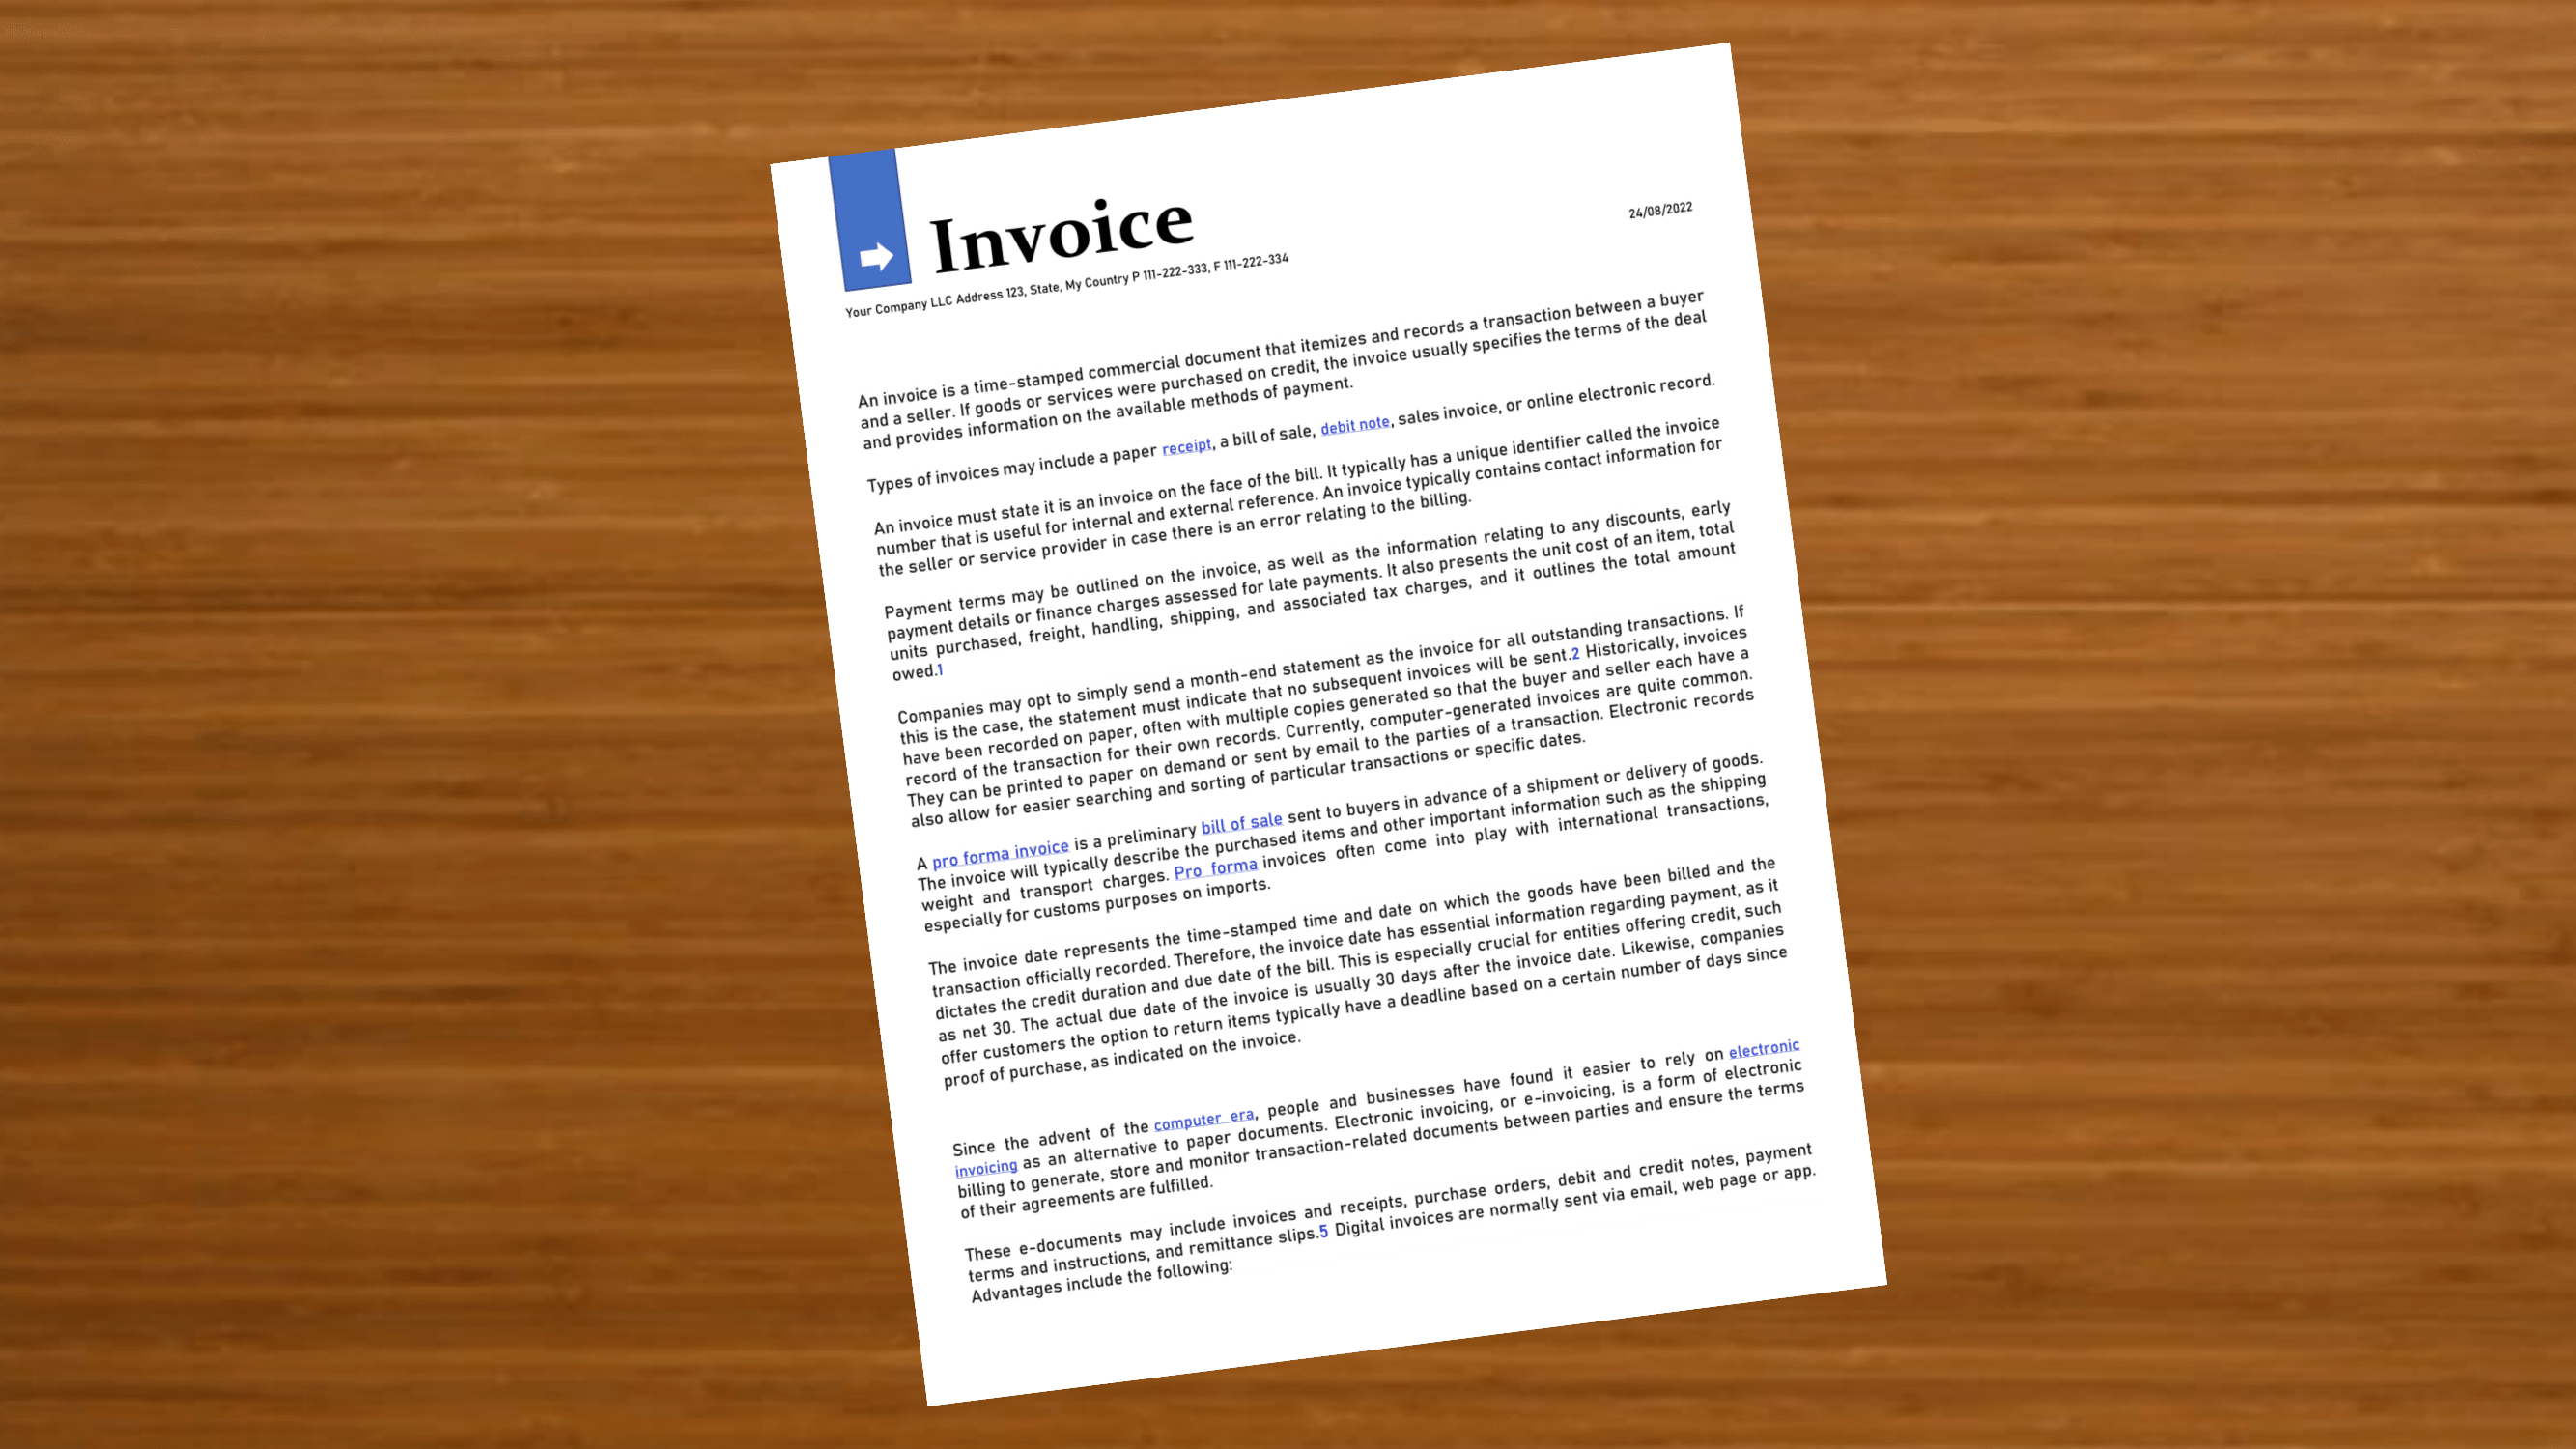 Invoice
24/08/2022
Your Company LLC Address 123, State, My Country P 111-222-333, F 111-222-334
An invoice is a time-stamped commercial document that itemizes and records a transaction between a buyer
and a seller. If goods or services were purchased on credit, the invoice usually specifies the terms of the deal
and provides information on the available methods of payment.
Types of invoices may include a paper receipt, a bill of sale, debit note, sales invoice, or online electronic record.
An invoice must state it is an invoice on the face of the bill. It typically has a unique identifier called the invoice
number that is useful for internal and external reference. An invoice typically contains contact information for
the seller or service provider in case there is an error relating to the billing.
Payment terms may be outlined on the invoice, as well as the information relating to any discounts, early
payment details or finance charges assessed for late payments. It also presents the unit cost of an item, total
units purchased, freight, handling, shipping, and associated tax charges, and it outlines the total amount
owed.1
Companies may opt to simply send a month-end statement as the invoice for all outstanding transactions. If
this is the case, the statement must indicate that no subsequent invoices will be sent.2 Historically, invoices
have been recorded on paper, often with multiple copies generated so that the buyer and seller each have a
record of the transaction for their own records. Currently, computer-generated invoices are quite common.
They can be printed to paper on demand or sent by email to the parties of a transaction. Electronic records
also allow for easier searching and sorting of particular transactions or specific dates.
A pro forma invoice is a preliminary bill of sale sent to buyers in advance of a shipment or delivery of goods.
The invoice will typically describe the purchased items and other important information such as the shipping
weight and transport charges. Pro forma invoices often come into play with international transactions,
especially for customs purposes on imports.
The invoice date represents the time-stamped time and date on which the goods have been billed and the
transaction officially recorded. Therefore, the invoice date has essential information regarding payment, as it
dictates the credit duration and due date of the bill. This is especially crucial for entities offering credit, such
as net 30. The actual due date of the invoice is usually 30 days after the invoice date. Likewise, companies
offer customers the option to return items typically have a deadline based on a certain number of days since
proof of purchase, as indicated on the invoice.
Since the advent of the computer era, people and businesses have found it easier to rely on electronic
invoicing as an alternative to paper documents. Electronic invoicing, or e-invoicing, is a form of electronic
billing to generate, store and monitor transaction-related documents between parties and ensure the terms
of their agreements are fulfilled.
These e-documents may include invoices and receipts, purchase orders, debit and credit notes, payment
terms and instructions, and remittance slips.5 Digital invoices are normally sent via email, web page or app.
Advantages include the following: